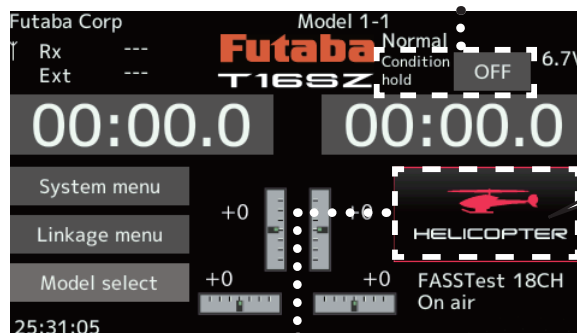 Futaba Corp
Model 1-1
Rx ---
Ext ---
Futaba
T16SZ
Normal
Condition
hold
OFF
6.7V
00:00.0
00:00.0
System menu
Linkage menu
Model select
+0
+0
+0
+0
HELICOPTER
FASSTest 18CH
On air
25:31:05